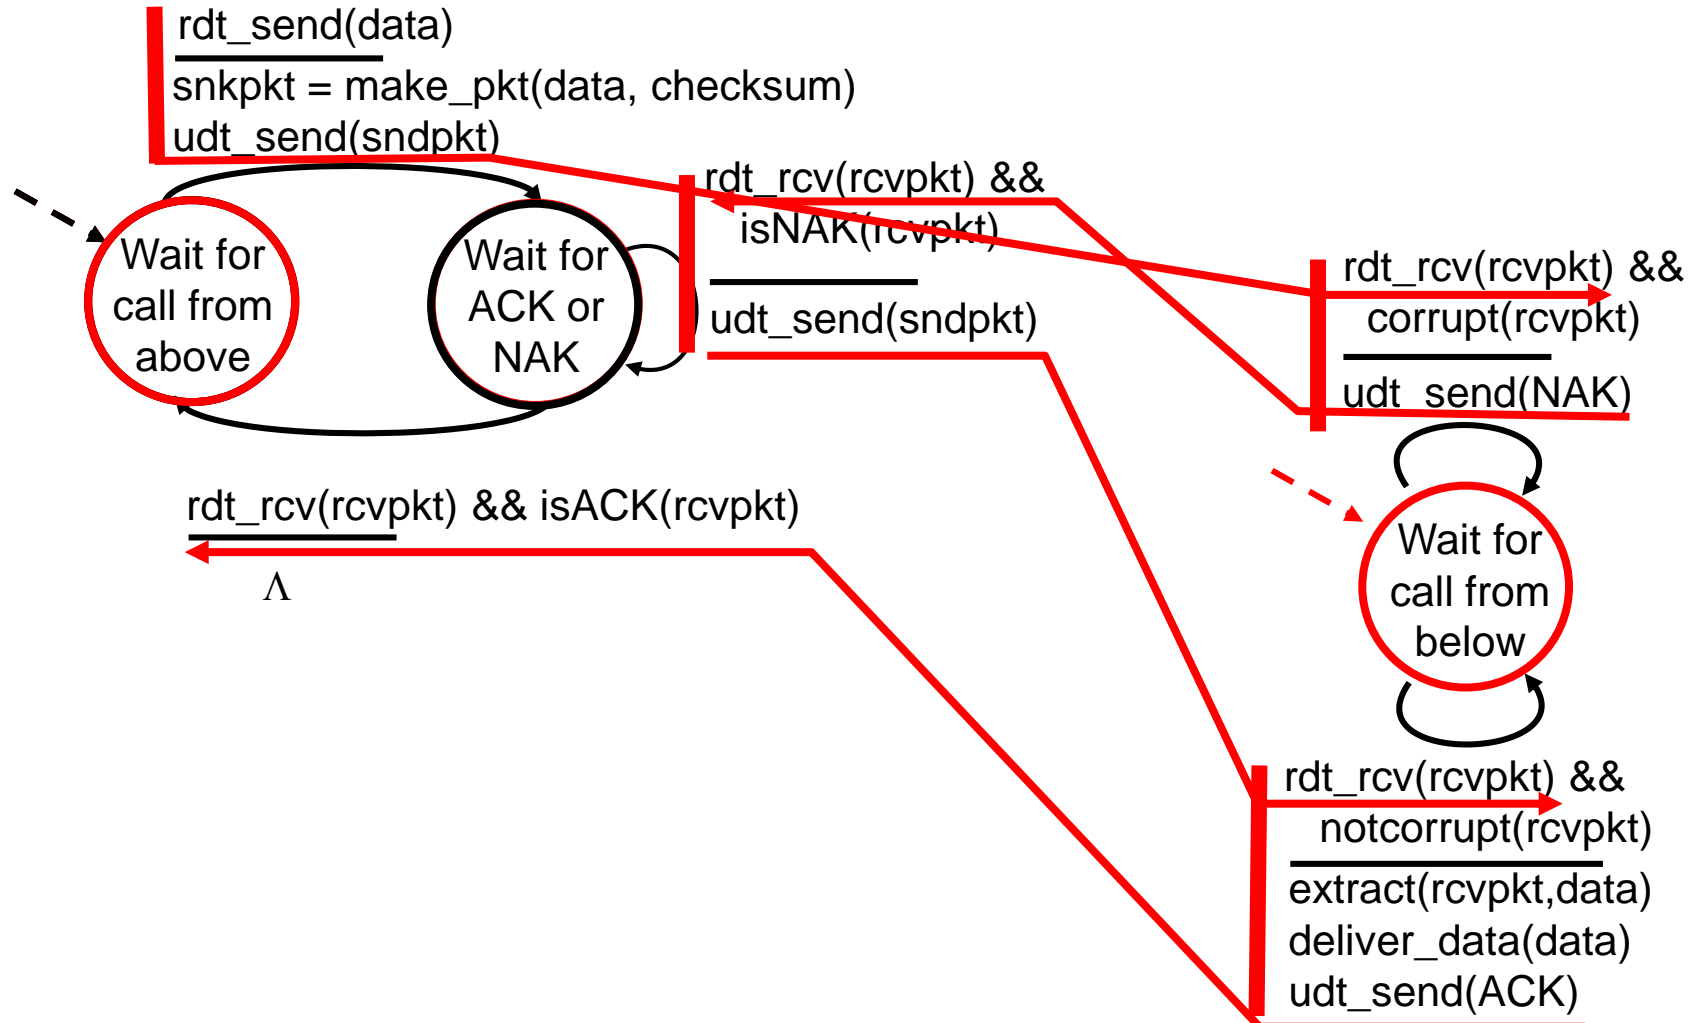 rdt_send(data)
snkpkt = make_pkt(data, checksum)
udt_send(sndpkt)
Wait for
call from
above
Wait for
ACK or
NAK
rdt_rcv(rcvpkt) &&
isNAK(rcvpkt)
udt_send(sndpkt)
rdt_rcv(rcvpkt) && isACK(rcvpkt)
Λ
rdt_rcv(rcvpkt) &&
corrupt(rcvpkt)
udt_send(NAK)
Wait for
call from
below
rdt_rcv(rcvpkt) &&
notcorrupt(rcvpkt)
extract(rcvpkt,data)
deliver_data(data)
udt_send(ACK)